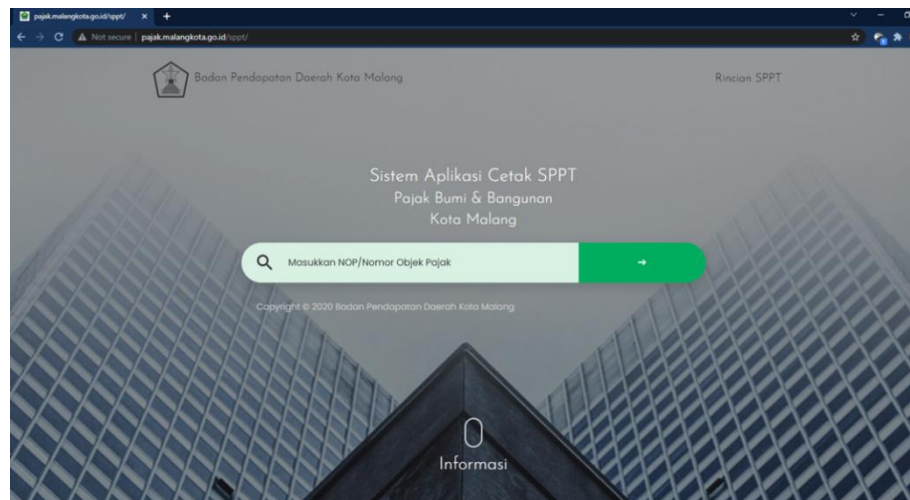 pajak.malangkota.go.id/sppt/
Not secure | pajak.malangkota.go.id/sppt/
Badan Pendapatan Daerah Kota Malang
Rincian SPPT
Sistem Aplikasi Cetak SPPT
Pajak Bumi & Bangunan
Kota Malang
Masukkan NOP/Nomor Objek Pajak
Copyright © 2020 Badan Pendapatan Daerah Kota Malang
Informasi